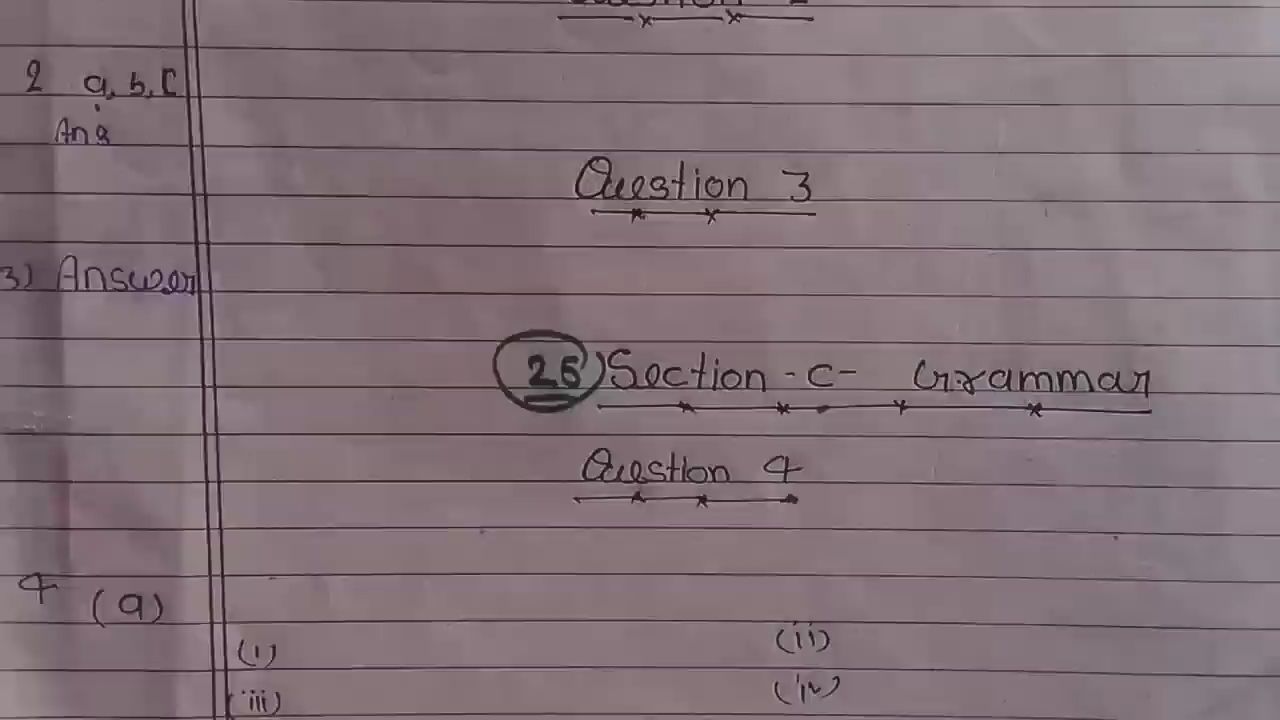 2 a, b, C
Ans
Question 3
3) Answer
25) Section -C- Grammar
Question 4
4 (a)
(i) (ii)
(iii) (iv)